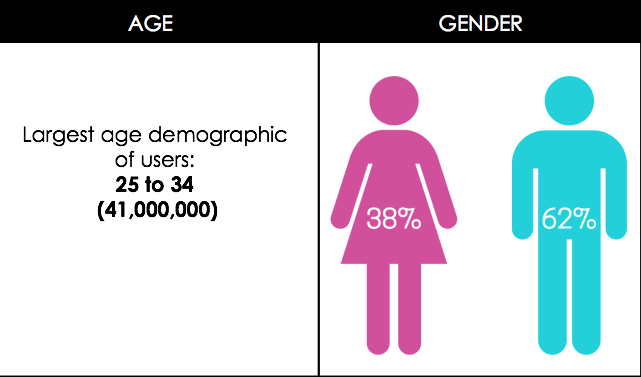 AGE
GENDER
Largest age demographic
of users:
25 to 34
(41,000,000)
38%
62%